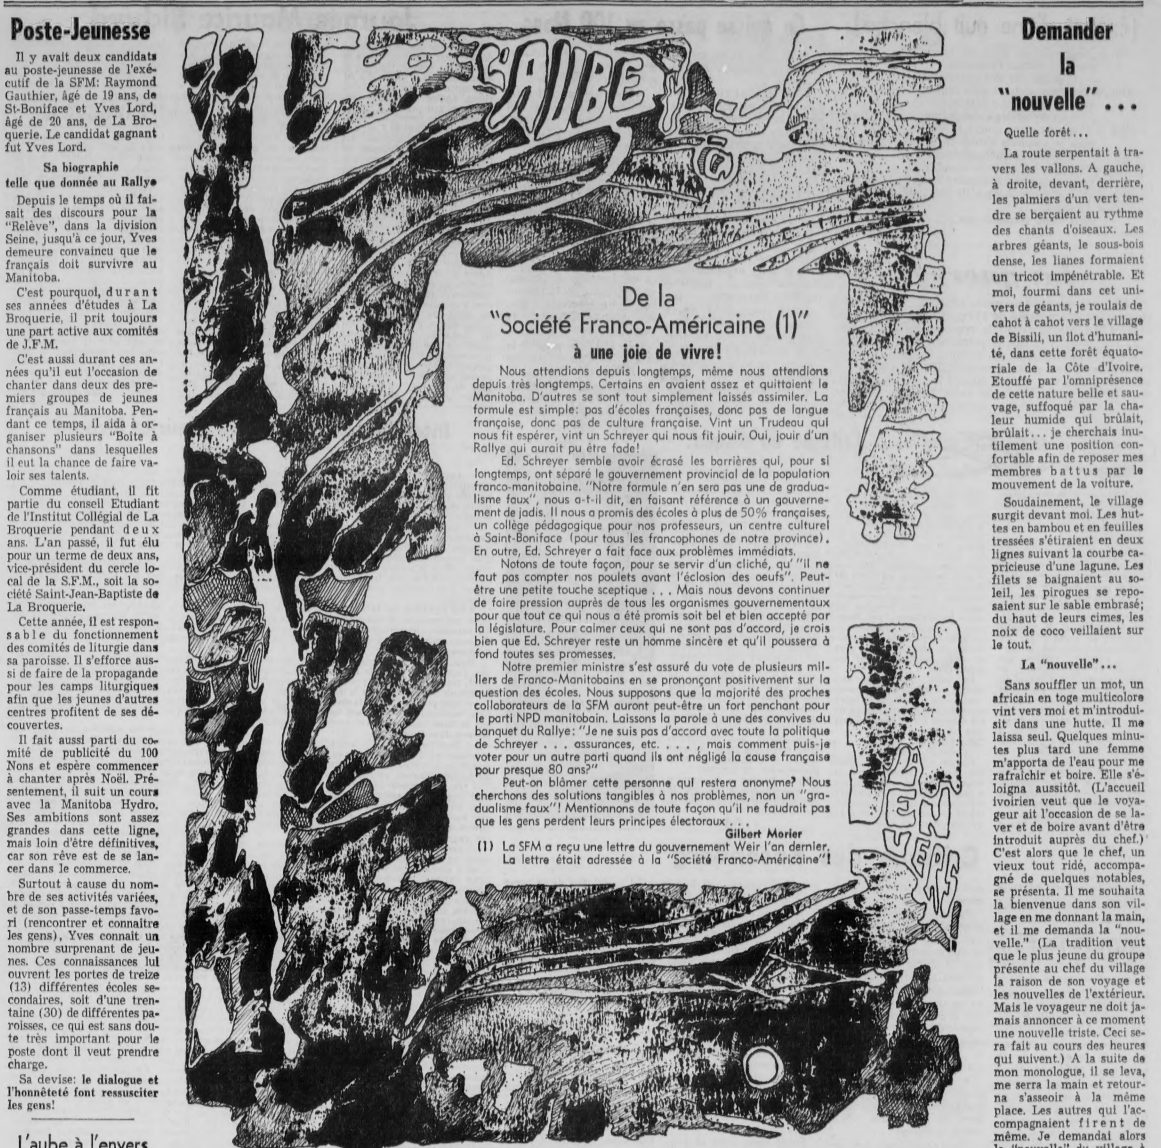 Poste-Jeunesse
Il y avait deux candidats
au poste-jeunesse de l'exé-
cutif de la SFM: Raymond
Gauthier, âgé de 19 ans, de
St-Boniface et Yves Lord,
âgé de 20 ans, de La Bro-
querie. Le candidat gagnant
fut Yves Lord.
Sa biographie
telle que donnée au Rallye
Depuis le temps où il fai-
sait des discours pour la
"Relève", dans la division
Seine, jusqu'à ce jour, Yves
demeure convaincu que le
français doit survivre au
Manitoba.
C'est pourquoi, durant
ses années d'études à La
Broquerie, il prit toujours
une part active aux comités
de J.F.M.
C'est aussi durant ces an-
nées qu'il eut l'occasion de
chanter dans deux des pre-
miers groupes de jeunes
français au Manitoba. Pen-
dant ce temps, il aida à or-
ganiser plusieurs "Boîte à
chansons" dans lesquelles
il eut la chance de faire va-
loir ses talents.
Comme étudiant, il fit
partie du conseil Etudiant
de l'Institut Collégial de La
Broquerie pendant deux
ans. L'an passé, il fut élu
pour un terme de deux ans,
vice-président du cercle lo-
cal de la S.F.M., soit la so-
ciété Saint-Jean-Baptiste de
La Broquerie.
Cette année, il est respon-
sable du fonctionnement
des comités de liturgie dans
sa paroisse. Il s'efforce aus-
si de faire de la propagande
pour les camps liturgiques
afin que les jeunes d'autres
centres profitent de ses dé-
couvertes.
Il fait aussi parti du co-
mité de publicité du 100
Nons et espère commencer
à chanter après Noël. Pré-
sentement, il suit un cours
avec la Manitoba Hydro.
Ses ambitions sont assez
grandes dans cette ligne,
mais loin d'être définitives,
car son rêve est de se lan-
cer dans le commerce.
Surtout à cause du nom-
bre de ses activités variées,
et de son passe-temps favo-
ri (rencontrer et connaître
les gens), Yves connaît un
nombre surprenant de jeu-
nes. Ces connaissances lui
ouvrent les portes de treize
(13) différentes écoles se-
condaires, soit d'une tren-
taine (30) de différentes pa-
roisses, ce qui est sans dou-
te très important pour le
poste dont il veut prendre
charge.
Sa devise: le dialogue et
l'honnêteté font ressusciter
les gens!
L'aube à l'envers
L'AUBE
À
L'ENVERS
De la
"Société Franco-Américaine (1)"
à une joie de vivre!
Nous attendions depuis longtemps, même nous attendions
depuis très longtemps. Certains en avaient assez et quittaient le
Manitoba. D'autres se sont tout simplement laissés assimiler. La
formule est simple: pas d'écoles françaises, donc pas de langue
française, donc pas de culture française. Vint un Trudeau qui
nous fit espérer, vint un Schreyer qui nous fit jouir. Oui, jouir d'un
Rallye qui aurait pu être fade!
Ed. Schreyer semble avoir écrasé les barrières qui, pour si
longtemps, ont séparé le gouvernement provincial de la population
franco-manitobaine. "Notre formule n'en sera pas une de gradua-
lisme faux", nous a-t-il dit, en faisant référence à un gouverne-
ment de jadis. Il nous a promis des écoles à plus de 50% françaises,
un collège pédagogique pour nos professeurs, un centre culturel
à Saint-Boniface (pour tous les francophones de notre province).
En outre, Ed. Schreyer a fait face aux problèmes immédiats.
Notons de toute façon, pour se servir d'un cliché, qu' "il ne
faut pas compter nos poulets avant l'éclosion des oeufs". Peut-
être une petite touche sceptique . . . Mais nous devons continuer
de faire pression auprès de tous les organismes gouvernementaux
pour que tout ce qui nous a été promis soit bel et bien accepté par
la législature. Pour calmer ceux qui ne sont pas d'accord, je crois
bien que Ed. Schreyer reste un homme sincère et qu'il poussera à
fond toutes ses promesses.
Notre premier ministre s'est assuré du vote de plusieurs mil-
liers de Franco-Manitobains en se prononçant positivement sur la
question des écoles. Nous supposons que la majorité des proches
collaborateurs de la SFM auront peut-être un fort penchant pour
le parti NPD manitobain. Laissons la parole à une des convives du
banquet du Rallye: "Je ne suis pas d'accord avec toute la politique
de Schreyer . . . assurances, etc. . . . , mais comment puis-je
voter pour un autre parti quand ils ont négligé la cause française
pour presque 80 ans?"
Peut-on blâmer cette personne qui restera anonyme? Nous
cherchons des solutions tangibles à nos problèmes, non un "gra-
dualisme faux"! Mentionnons de toute façon qu'il ne faudrait pas
que les gens perdent leurs principes électoraux . . .
Gilbert Morier
(1) La SFM a reçu une lettre du gouvernement Weir l'an dernier.
La lettre était adressée à la "Société Franco-Américaine"!
Demander
la
"nouvelle" ...
Quelle forêt...
La route serpentait à tra-
vers les vallons. A gauche,
à droite, devant, derrière,
les palmiers d'un vert ten-
dre se berçaient au rythme
des chants d'oiseaux. Les
arbres géants, le sous-bois
dense, les lianes formaient
un tricot impénétrable. Et
moi, fourmi dans cet uni-
vers de géants, je roulais de
cahot à cahot vers le village
de Bissili, un îlot d'humani-
té, dans cette forêt équato-
riale de la Côte d'Ivoire.
Etouffé par l'omniprésence
de cette nature belle et sau-
vage, suffoqué par la cha-
leur humide qui brûlait,
brûlait... je cherchais inu-
tilement une position con-
fortable afin de reposer mes
membres battus par le
mouvement de la voiture.
Soudainement, le village
surgit devant moi. Les hut-
tes en bambou et en feuilles
tressées s'étiraient en deux
lignes suivant la courbe ca-
pricieuse d'une lagune. Les
filets se baignaient au so-
leil, les pirogues se repo-
saient sur le sable embrasé;
du haut de leurs cimes, les
noix de coco veillaient sur
le tout.
La "nouvelle"...
Sans souffler un mot, un
africain en toge multicolore
vint vers moi et m'introdui-
sit dans une hutte. Il me
laissa seul. Quelques minu-
tes plus tard une femme
m'apporta de l'eau pour me
rafraîchir et boire. Elle s'é-
loigna aussitôt. (L'accueil
ivoirien veut que le voya-
geur ait l'occasion de se la-
ver et de boire avant d'être
introduit auprès du chef.)
C'est alors que le chef, un
vieux tout ridé, accompa-
gné de quelques notables,
se présenta. Il me souhaita
la bienvenue dans son vil-
lage en me donnant la main,
et il me demanda la "nou-
velle." (La tradition veut
que le plus jeune du groupe
présente au chef du village
la raison de son voyage et
les nouvelles de l'extérieur.
Mais le voyageur ne doit ja-
mais annoncer à ce moment
une nouvelle triste. Ceci se-
ra fait au cours des heures
qui suivent.) A la suite de
mon monologue, il se leva,
me serra la main et retour-
na s'asseoir à la même
place. Les autres qui l'ac-
compagnaient firent de
même. Je demandai alors